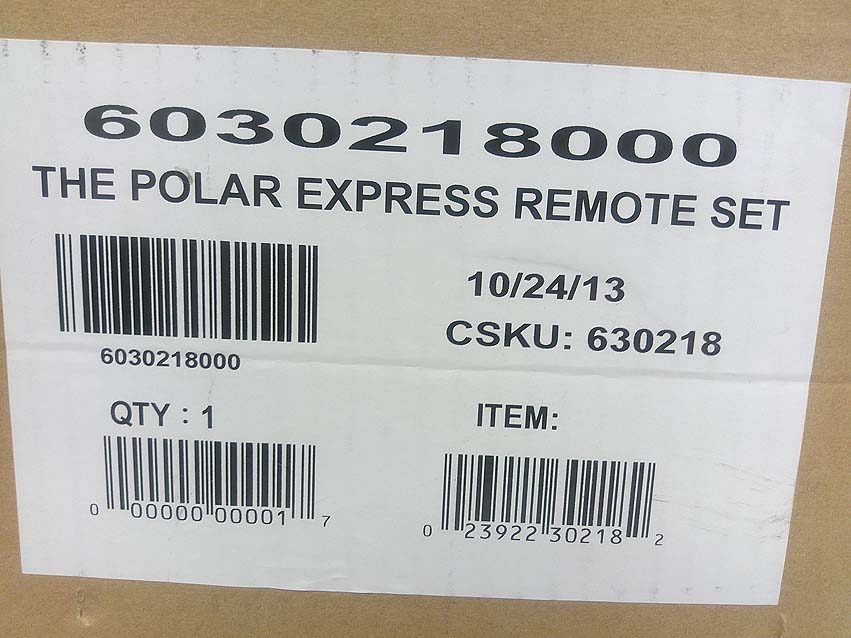 6030218000
THE POLAR EXPRESS REMOTE SET
10/24/13
CSKU: 630218
6030218000
QTY : 1
ITEM:
0 00000 00001 7
0 23922 30218 2